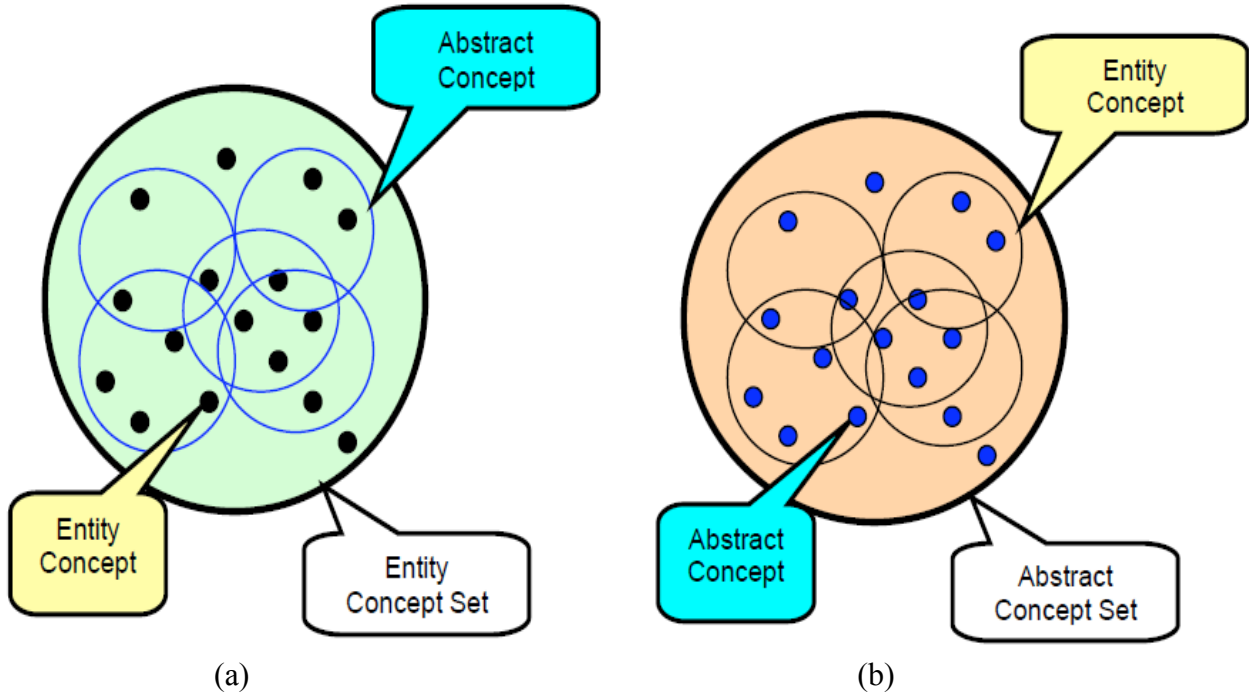 Abstract
Concept
Entity
Concept
Entity
Concept
Entity
Concept Set
(a)
Abstract
Concept
Abstract
Concept Set
(b)